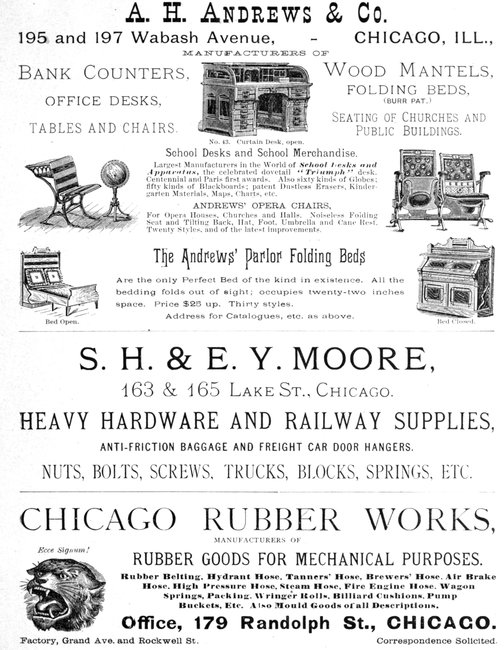 A. H. ANDREWS & CO.
195 and 197 Wabash Avenue, - CHICAGO, ILL.,
MANUFACTURERS OF
BANK COUNTERS,
OFFICE DESKS,
TABLES AND CHAIRS.
WOOD MANTELS,
FOLDING BEDS,
(BURR PAT.)
SEATING OF CHURCHES AND
PUBLIC BUILDINGS.
No. 43. Curtain Desk, open.
School Desks and School Merchandise.
Largest Manufacturers in the World of School Desks and
Apparatus, the celebrated dovetail "Triumph" desk.
Centennial and Paris first awards. Also sixty kinds of Globes;
fifty kinds of Blackboards; patent Dustless Erasers, Kinder-
garten Materials, Maps, Charts, etc.
ANDREWS' OPERA CHAIRS,
For Opera Houses, Churches and Halls. Noiseless Folding
Seat and Tilting Back, Hat, Foot, Umbrella and Cane Rest.
Twenty Styles, and of the latest improvements.
The Andrews' Parlor Folding Beds
Are the only Perfect Bed of the kind in existence. All the
bedding folds out of sight; occupies twenty-two inches
space. Price $25 up. Thirty styles.
Address for Catalogues, etc. as above.
Bed Open.
Bed Closed.
S. H. & E. Y. MOORE,
163 & 165 LAKE ST., CHICAGO.
HEAVY HARDWARE AND RAILWAY SUPPLIES,
ANTI-FRICTION BAGGAGE AND FREIGHT CAR DOOR HANGERS.
NUTS, BOLTS, SCREWS, TRUCKS, BLOCKS, SPRINGS, ETC.
CHICAGO RUBBER WORKS,
Ecce Signum!
MANUFACTURERS OF
RUBBER GOODS FOR MECHANICAL PURPOSES.
Rubber Belting, Hydrant Hose, Tanners' Hose, Brewers' Hose, Air Brake
Hose, High Pressure Hose, Steam Hose, Fire Engine Hose, Wagon
Springs, Packing, Wringer Rolls, Billiard Cushions, Pump
Buckets, Etc. Also Mould Goods of all Descriptions.
Office, 179 Randolph St., CHICAGO.
Factory, Grand Ave. and Rockwell St.
Correspondence Solicited.